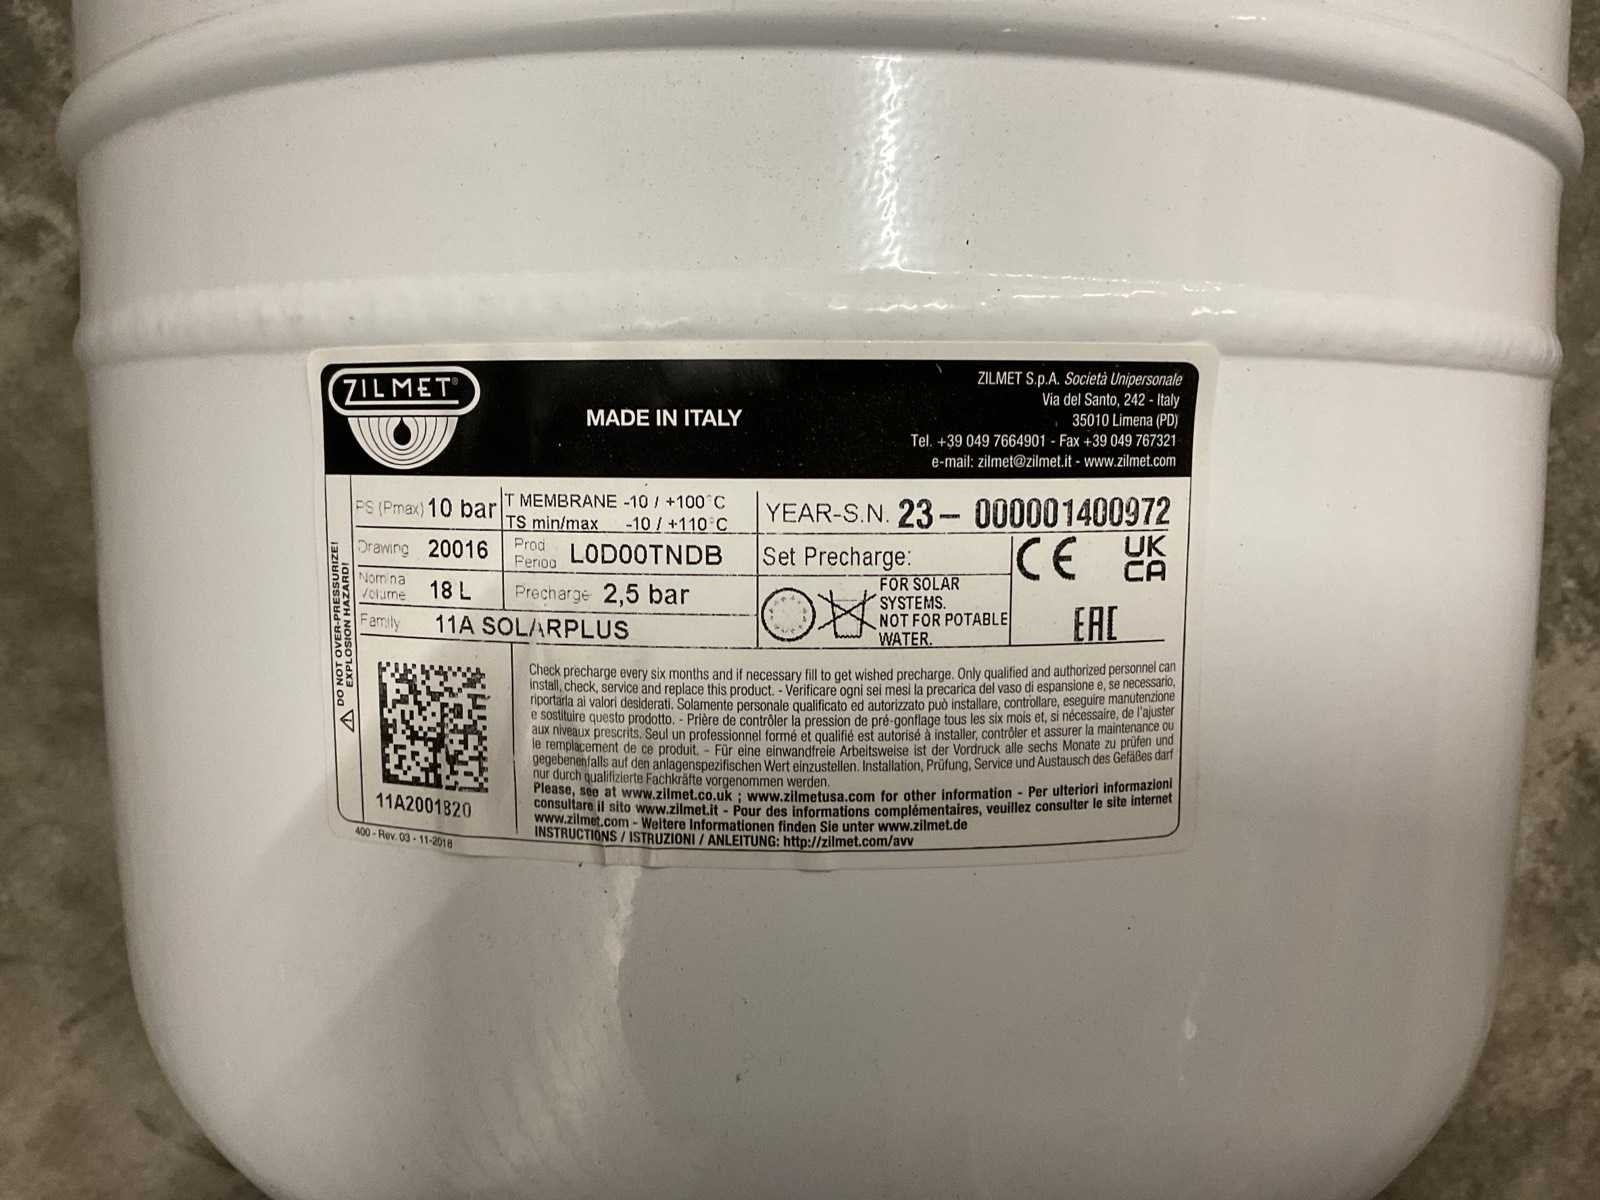 ZILMET®
MADE IN ITALY
ZILMET S.p.A. Società Unipersonale
Via del Santo, 242 - Italy
35010 Limena (PD)
Tel. +39 049 7664901 - Fax +39 049 767321
e-mail: zilmet@zilmet.it - www.zilmet.com
DO NOT OVER-PRESSURIZE!
EXPLOSION HAZARD!
PS (Pmax) 10 bar
T MEMBRANE -10 / +100°C
TS min/max -10 / +110°C
YEAR-S.N. 23- 000001400972
Drawing 20016
Prod Period L0D00TNDB
Set Precharge:
CE
UK
CA
Nomina Volume 18 L
Precharge 2,5 bar
FOR SOLAR
SYSTEMS.
NOT FOR POTABLE
WATER.
EAC
Family 11A SOLARPLUS
Check precharge every six months and if necessary fill to get wished precharge. Only qualified and authorized personnel can
install, check, service and replace this product. - Verificare ogni sei mesi la precarica del vaso di espansione e, se necessario,
riportarla ai valori desiderati. Solamente personale qualificato ed autorizzato può installare, controllare, eseguire manutenzione
e sostituire questo prodotto. - Prière de contrôler la pression de pré-gonflage tous les six mois et, si nécessaire, de l'ajuster
aux niveaux prescrits. Seul un professionnel formé et qualifié est autorisé à installer, contrôler et assurer la maintenance ou
le remplacement de ce produit. - Für eine einwandfreie Arbeitsweise ist der Vordruck alle sechs Monate zu prüfen und
gegebenenfalls auf den anlagenspezifischen Wert einzustellen. Installation, Prüfung, Service und Austausch des Gefäßes darf
nur durch qualifizierte Fachkräfte vorgenommen werden.
Please, see at www.zilmet.co.uk ; www.zilmetusa.com for other information - Per ulteriori informazioni
consultare il sito www.zilmet.it - Pour des informations complémentaires, veuillez consulter le site internet
www.zilmet.com - Weitere Informationen finden Sie unter www.zilmet.de
INSTRUCTIONS / ISTRUZIONI / ANLEITUNG: http://zilmet.com/avv
11A2001820
400 - Rev. 03 - 11-2018